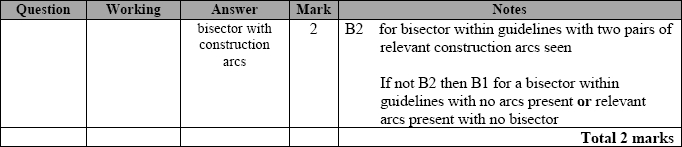 Question Working Answer Mark Notes
bisector with 2 B2 for bisector within guidelines with two pairs of
construction relevant construction arcs seen
arcs
If not B2 then B1 for a bisector within
guidelines with no arcs present or relevant
arcs present with no bisector
Total 2 marks